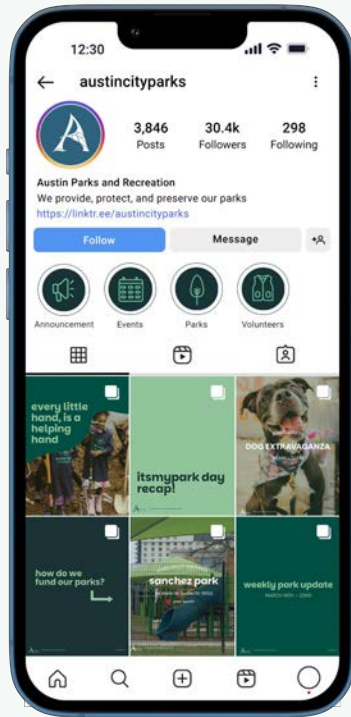 12:30
austincityparks
3,846
Posts
30.4k
Followers
298
Following
Austin Parks and Recreation
We provide, protect, and preserve our parks
https://linktr.ee/austincityparks
Follow
Message
Announcement
Events
Parks
Volunteers
every little
hand, is a
helping
hand
itsmypark day
recap!
DOG EXTRAVAGANZA
how do we
fund our parks?
sanchez park
weekly park update